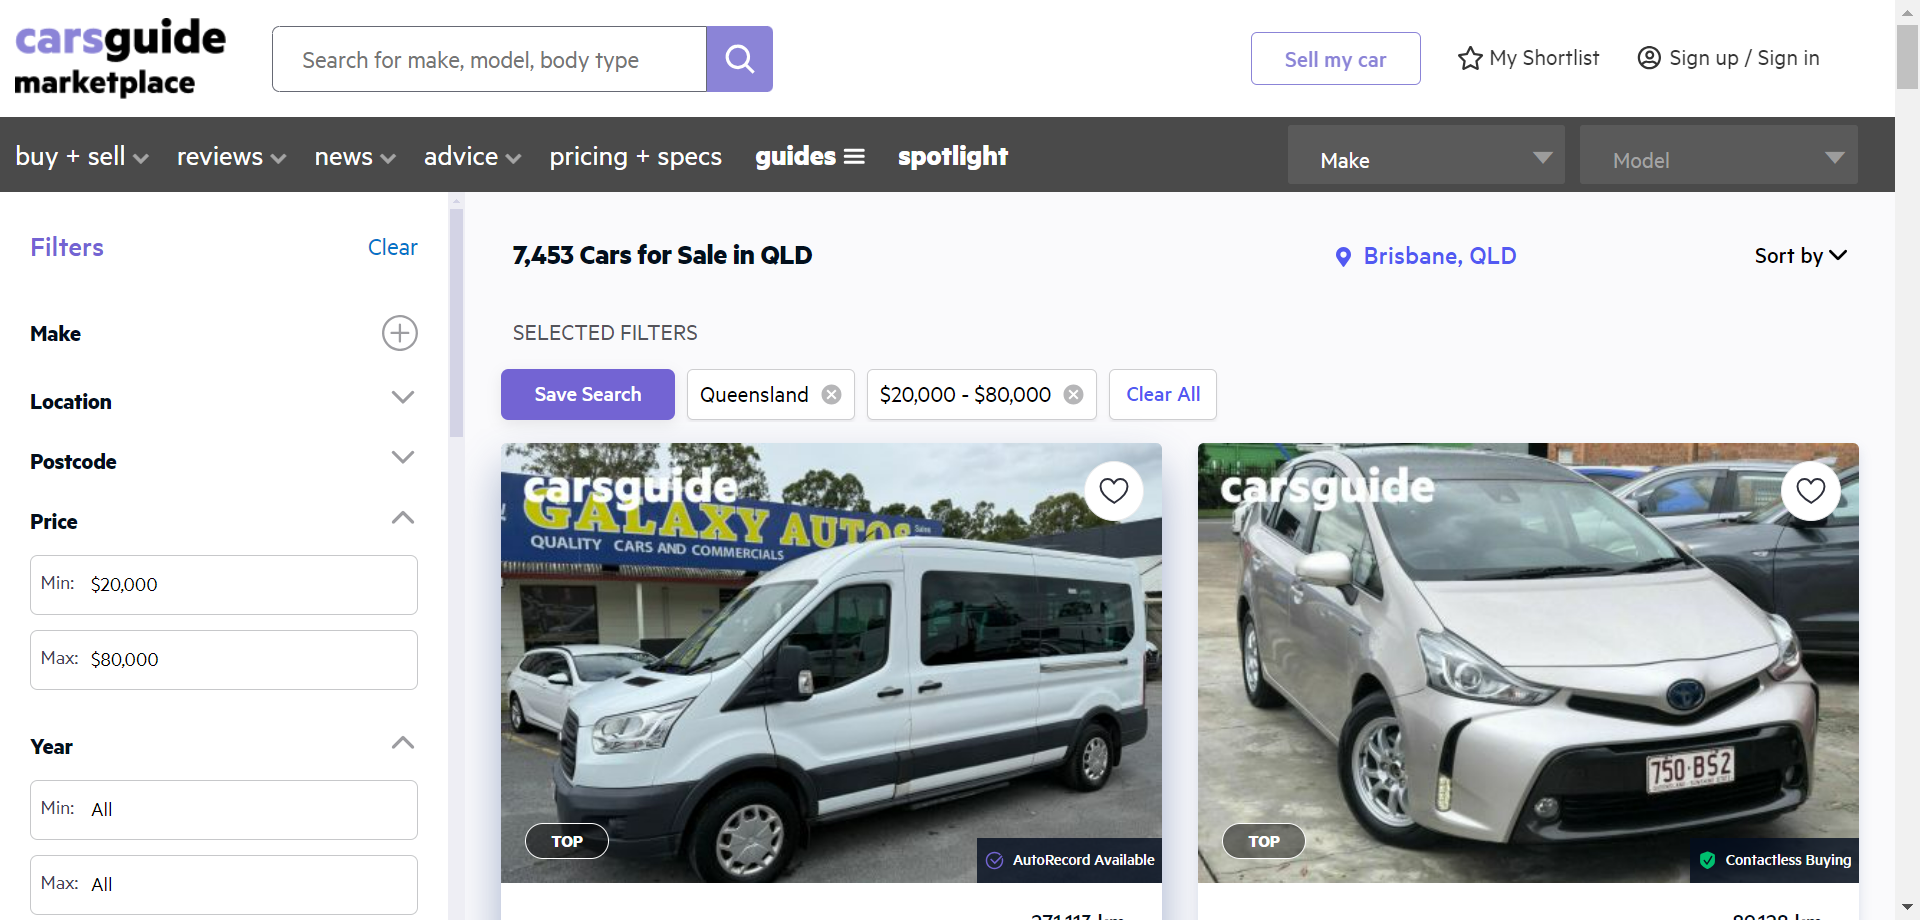 carsguide
marketplace
Search for make, model, body type
Sell my car
My Shortlist
Sign up / Sign in
buy + sell
reviews
news
advice
pricing + specs
guides
spotlight
Make
Model
Filters
Clear
Make
Location
Postcode
Price
Min: $20,000
Max: $80,000
Year
Min: All
Max: All
7,453 Cars for Sale in QLD
Brisbane, QLD
Sort by
SELECTED FILTERS
Save Search
Queensland
$20,000 - $80,000
Clear All
carsguide
GALAXY AUTOS Sales
QUALITY CARS AND COMMERCIALS
TOP
AutoRecord Available
carsguide
750·BS2
TOP
Contactless Buying